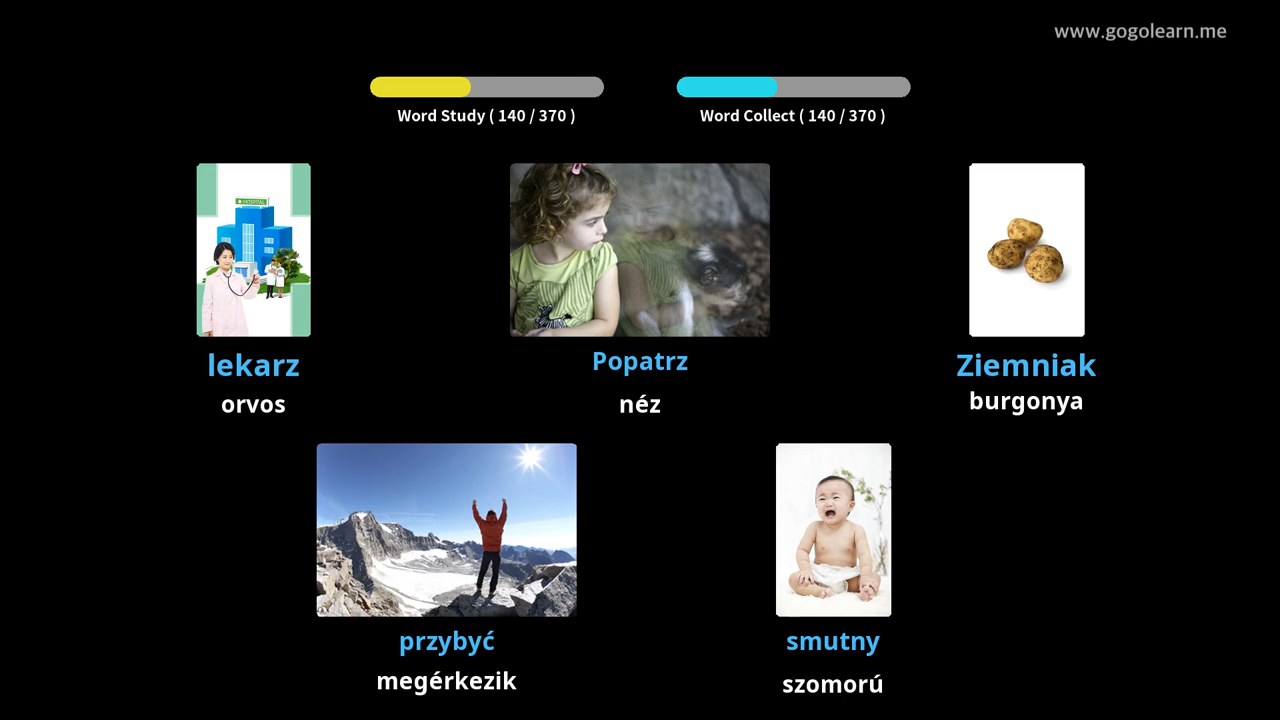 www.gogolearn.me
Word Study ( 140 / 370 )
Word Collect ( 140 / 370 )
HOSPITAL
lekarz
orvos
Popatrz
néz
Ziemniak
burgonya
przybyć
megérkezik
smutny
szomorú